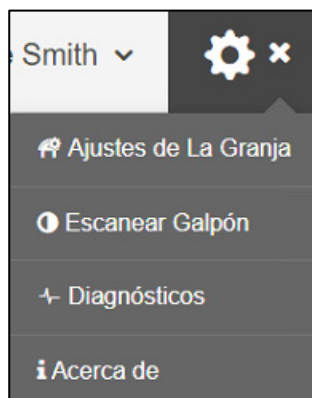 Smith
Ajustes de La Granja
Escanear Galpón
Diagnósticos
Acerca de